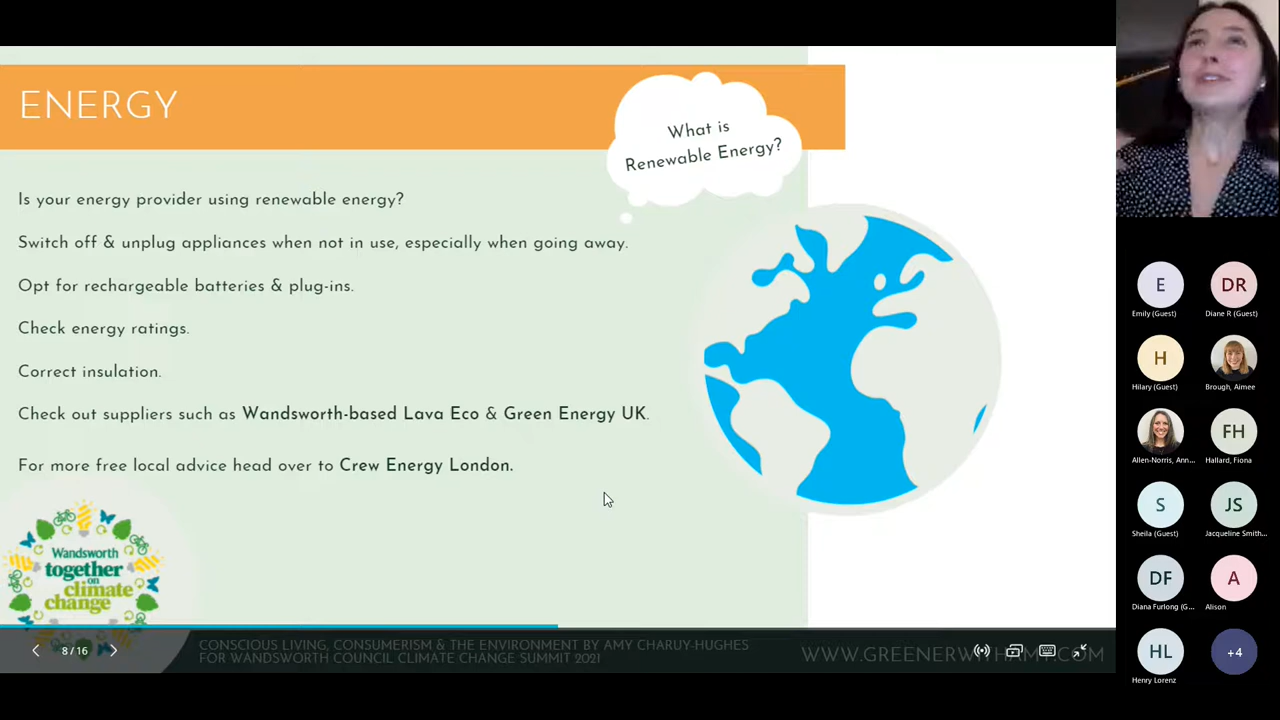 ENERGY
What is
Renewable Energy?
Is your energy provider using renewable energy?
Switch off & unplug appliances when not in use, especially when going away.
Opt for rechargeable batteries & plug-ins.
Check energy ratings.
Correct insulation.
Check out suppliers such as Wandsworth-based Lava Eco & Green Energy UK.
For more free local advice head over to Crew Energy London.
Wandsworth
together
on
climate
change
8 / 16
CONSCIOUS LIVING, CONSUMERISM & THE ENVIRONMENT BY AMY CHARUY-HUGHES
FOR WANDSWORTH COUNCIL CLIMATE CHANGE SUMMIT 2021
WWW.GREENERWITHAMY.COM
E
DR
Emily (Guest)
Diane R (Guest)
H
Hilary (Guest)
Brough, Aimee
FH
Allen-Norris, Ann...
Hallard, Fiona
S
JS
Sheila (Guest)
Jacqueline Smith...
DF
A
Diana Furlong (G...
Alison
HL
+4
Henry Lorenz